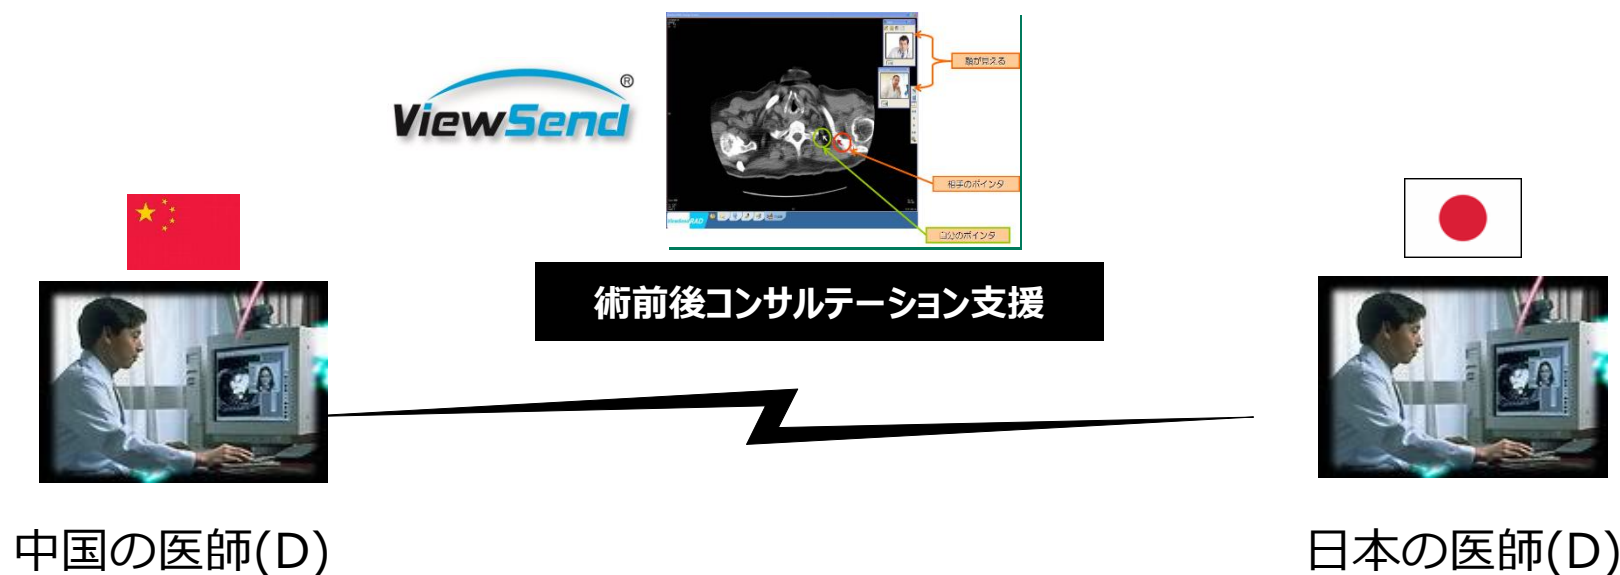 ViewSend®
顔が見える
相手のポインタ
自分のポインタ
ViewSend RAD
術前後コンサルテーション支援
中国の医師(D)
日本の医師(D)